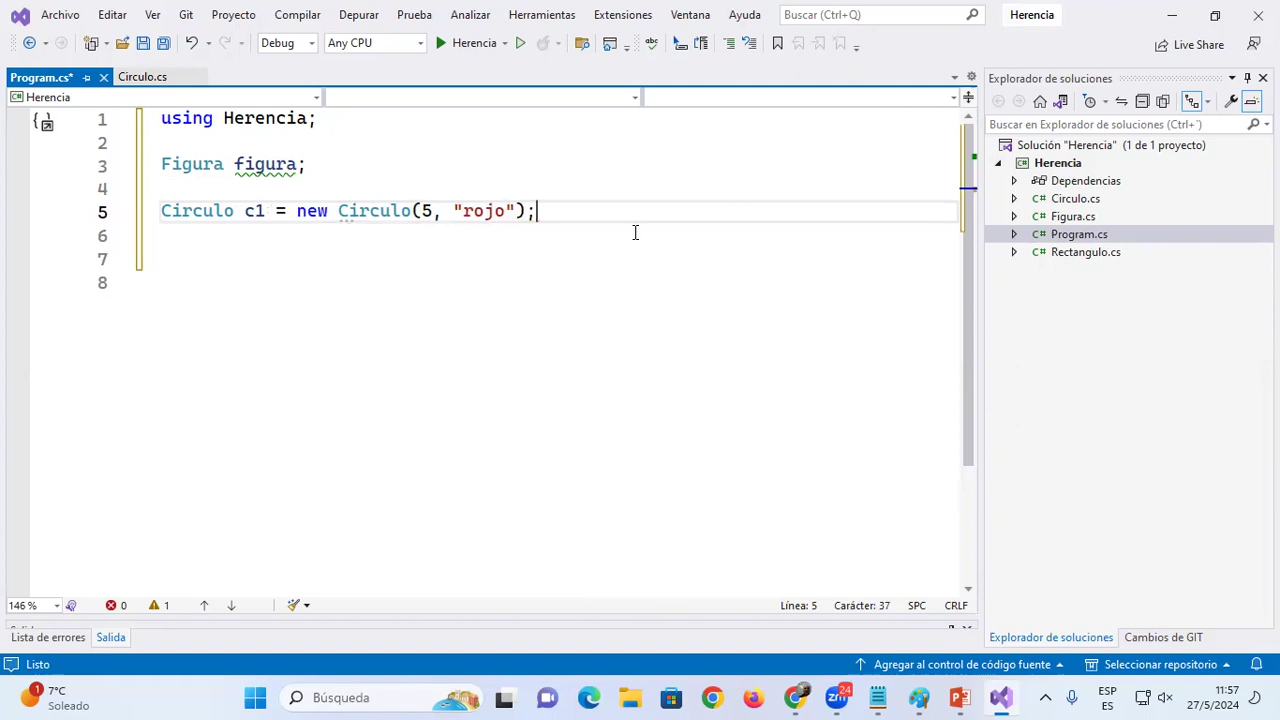 Archivo Editar Ver Git Proyecto Compilar Depurar Prueba Analizar Herramientas Extensiones Ventana Ayuda Buscar (Ctrl+Q) Herencia
Debug Any CPU Herencia Live Share
Program.cs* Circulo.cs Explorador de soluciones
Herencia
Buscar en Explorador de soluciones (Ctrl+´)
1 using Herencia;
2
3 Figura figura;
4
5 Circulo c1 = new Circulo(5, "rojo");
6
7
8
Solución "Herencia" (1 de 1 proyecto)
Herencia
Dependencias
C# Circulo.cs
C# Figura.cs
C# Program.cs
C# Rectangulo.cs
146 % 0 1 Línea: 5 Carácter: 37 SPC CRLF
Lista de errores Salida Explorador de soluciones Cambios de GIT
Listo Agregar al control de código fuente Seleccionar repositorio
1 7°C
Soleado
Búsqueda
zm 24
ESP
ES
11:57
27/5/2024